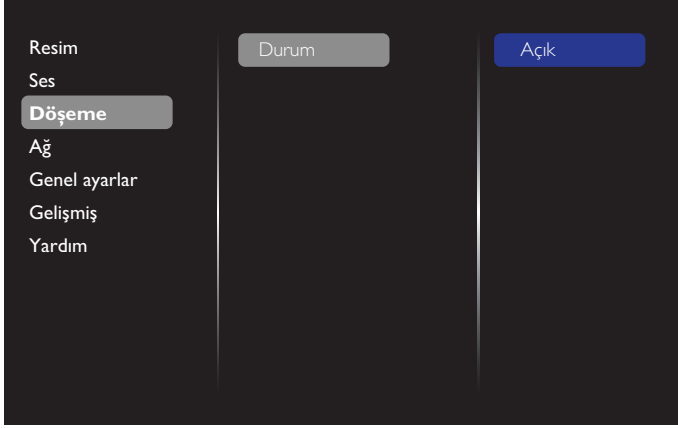 Resim
Ses
Döşeme
Ağ
Genel ayarlar
Gelişmiş
Yardım
Durum
Açık